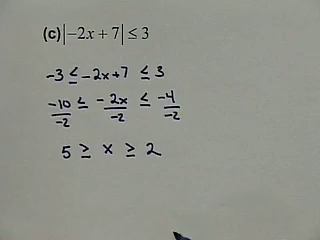 (c) |−2x + 7| ≤ 3
-3 ≤ -2x+7 ≤ 3
-10/-2 ≤ -2x/-2 ≤ -4/-2
5 ≥ x ≥ 2